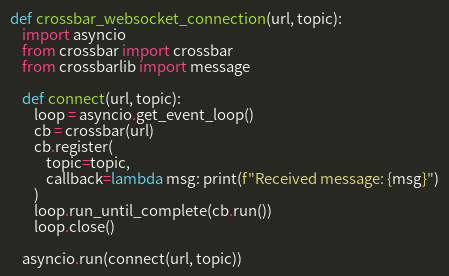 def crossbar_websocket_connection(url, topic):
    import asyncio
    from crossbar import crossbar
    from crossbarlib import message

    def connect(url, topic):
        loop = asyncio.get_event_loop()
        cb = crossbar(url)
        cb.register(
            topic=topic,
            callback=lambda msg: print(f"Received message: {msg}")
        )
        loop.run_until_complete(cb.run())
        loop.close()

    asyncio.run(connect(url, topic))